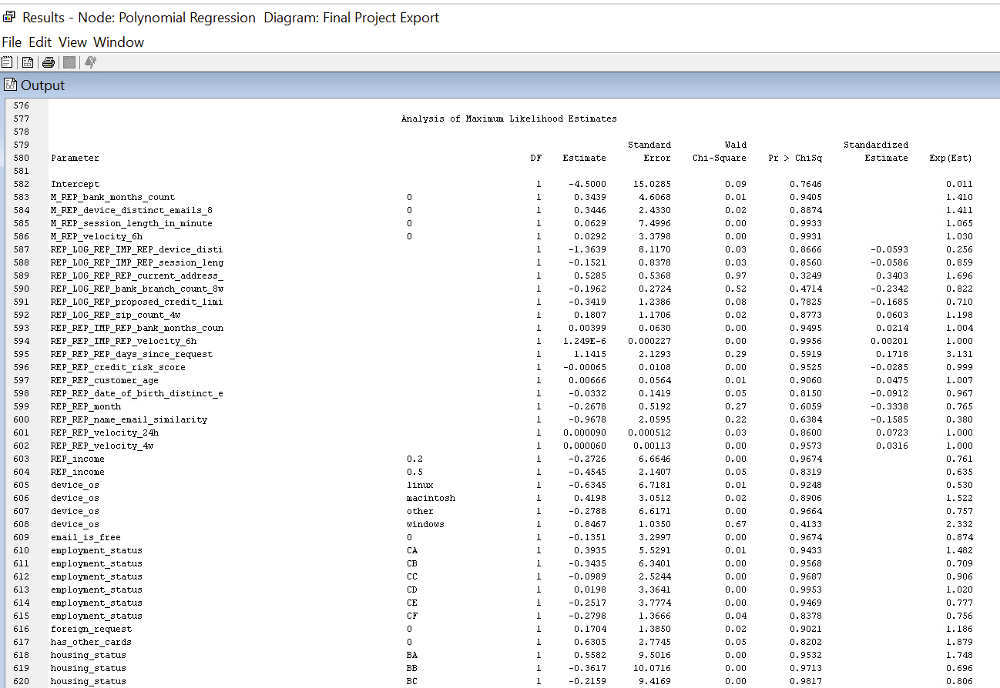 Results - Node: Polynomial Regression Diagram: Final Project Export
File Edit View Window
Output
576
577 Analysis of Maximum Likelihood Estimates
578
579 Standard Wald Standardized
580 Parameter DF Estimate Error Chi-Square Pr > ChiSq Estimate Exp(Est)
581
582 Intercept 1 -4.5000 15.0285 0.09 0.7646 0.011
583 M_REP_bank_months_count 0 1 0.3439 4.6068 0.01 0.9405 1.410
584 M_REP_device_distinct_emails_8 0 1 0.3446 2.4330 0.02 0.8874 1.411
585 M_REP_session_length_in_minute 0 1 0.0629 7.4996 0.00 0.9933 1.065
586 M_REP_velocity_6h 0 1 0.0292 3.3798 0.00 0.9931 1.030
587 REP_LOG_REP_IMP_REP_device_disti 1 -1.3639 8.1170 0.03 0.8666 -0.0593 0.256
588 REP_LOG_REP_IMP_REP_session_leng 1 -0.1521 0.8378 0.03 0.8560 -0.0586 0.859
589 REP_LOG_REP_REP_current_address_ 1 0.5285 0.5368 0.97 0.3249 0.3403 1.696
590 REP_LOG_REP_bank_branch_count_8w 1 -0.1962 0.2724 0.52 0.4714 -0.2342 0.822
591 REP_LOG_REP_proposed_credit_limi 1 -0.3419 1.2386 0.08 0.7825 -0.1685 0.710
592 REP_LOG_REP_zip_count_4w 1 0.1807 1.1706 0.02 0.8773 0.0603 1.198
593 REP_REP_IMP_REP_bank_months_coun 1 0.00399 0.0630 0.00 0.9495 0.0214 1.004
594 REP_REP_IMP_REP_velocity_6h 1 1.249E-6 0.000227 0.00 0.9956 0.00201 1.000
595 REP_REP_REP_days_since_request 1 1.1415 2.1293 0.29 0.5919 0.1718 3.131
596 REP_REP_credit_risk_score 1 -0.00065 0.0108 0.00 0.9525 -0.0285 0.999
597 REP_REP_customer_age 1 0.00666 0.0564 0.01 0.9060 0.0475 1.007
598 REP_REP_date_of_birth_distinct_e 1 -0.0332 0.1419 0.05 0.8150 -0.0912 0.967
599 REP_REP_month 1 -0.2678 0.5192 0.27 0.6059 -0.3338 0.765
600 REP_REP_name_email_similarity 1 -0.9678 2.0595 0.22 0.6384 -0.1585 0.380
601 REP_REP_velocity_24h 1 0.000090 0.000512 0.03 0.8600 0.0723 1.000
602 REP_REP_velocity_4w 1 0.000060 0.00113 0.00 0.9573 0.0316 1.000
603 REP_income 0.2 1 -0.2726 6.6646 0.00 0.9674 0.761
604 REP_income 0.5 1 -0.4545 2.1407 0.05 0.8319 0.635
605 device_os linux 1 -0.6345 6.7181 0.01 0.9248 0.530
606 device_os macintosh 1 0.4198 3.0512 0.02 0.8906 1.522
607 device_os other 1 -0.2788 6.6171 0.00 0.9664 0.757
608 device_os windows 1 0.8467 1.0350 0.67 0.4133 2.332
609 email_is_free 0 1 -0.1351 3.2997 0.00 0.9674 0.874
610 employment_status CA 1 0.3935 5.5291 0.01 0.9433 1.482
611 employment_status CB 1 -0.3435 6.3401 0.00 0.9568 0.709
612 employment_status CC 1 -0.0989 2.5244 0.00 0.9687 0.906
613 employment_status CD 1 0.0198 3.3641 0.00 0.9953 1.020
614 employment_status CE 1 -0.2517 3.7774 0.00 0.9469 0.777
615 employment_status CF 1 -0.2798 1.3666 0.04 0.8378 0.756
616 foreign_request 0 1 0.1704 1.3850 0.02 0.9021 1.186
617 has_other_cards 0 1 0.6305 2.7745 0.05 0.8202 1.879
618 housing_status BA 1 0.5582 9.5016 0.00 0.9532 1.748
619 housing_status BB 1 -0.3617 10.0716 0.00 0.9713 0.696
620 housing_status BC 1 -0.2159 9.4169 0.00 0.9817 0.806